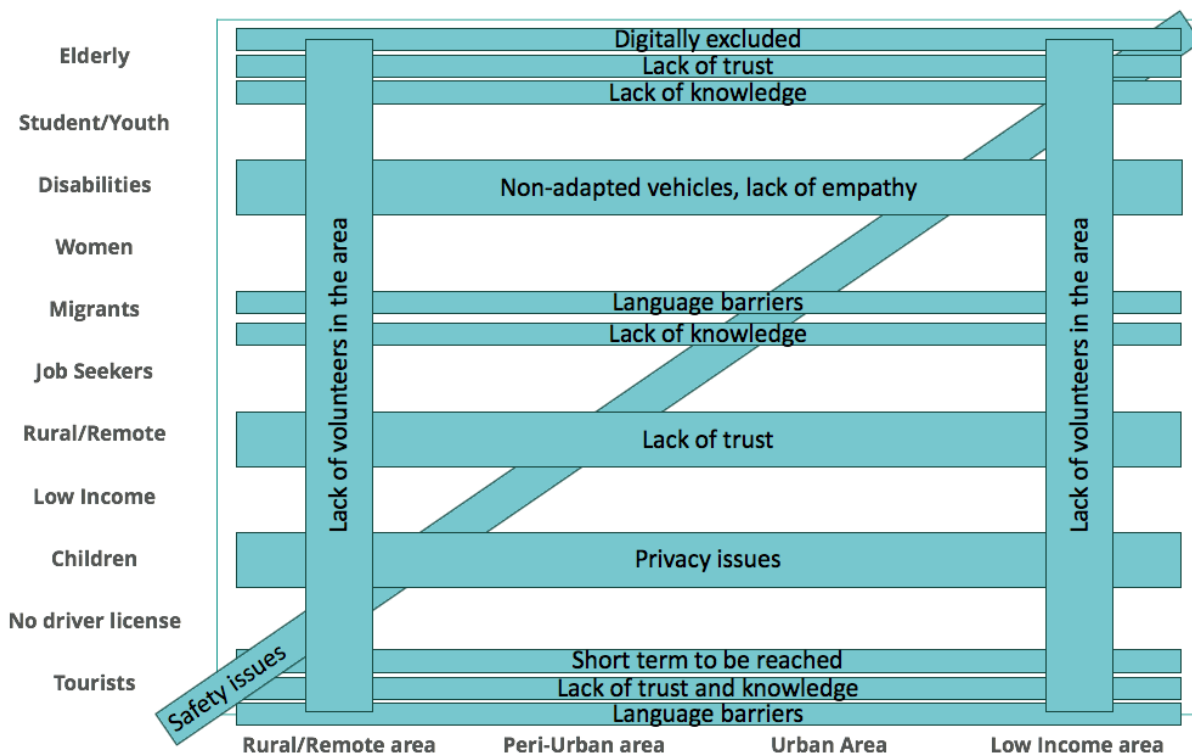 Elderly
Digitally excluded
Lack of trust
Lack of knowledge
Student/Youth
Disabilities
Non-adapted vehicles, lack of empathy
Women
Migrants
Language barriers
Lack of knowledge
Job Seekers
Rural/Remote
Lack of trust
Low Income
Children
Privacy issues
No driver license
Tourists
Short term to be reached
Lack of trust and knowledge
Language barriers
Safety issues
Lack of volunteers in the area
Lack of volunteers in the area
Rural/Remote area
Peri-Urban area
Urban Area
Low Income area